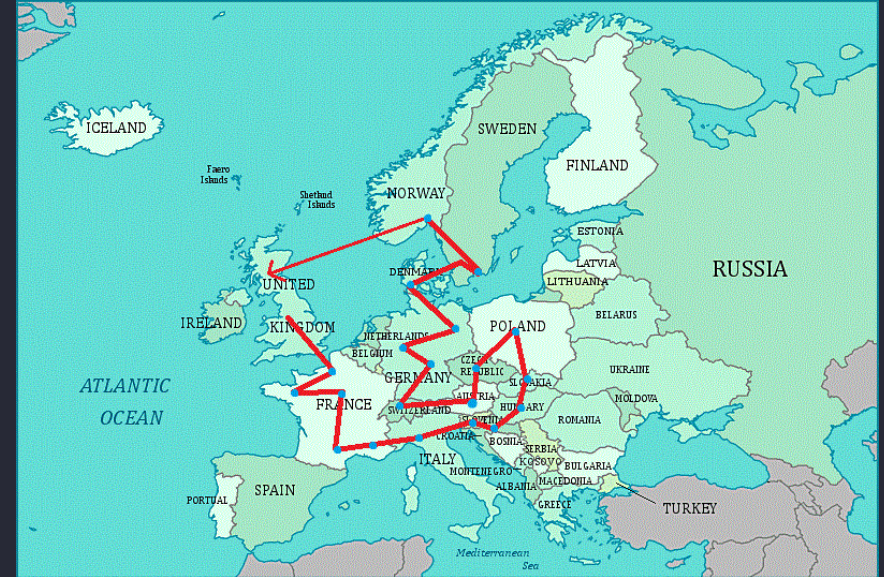 ICELAND
Faero
Islands
Shetland
Islands
NORWAY
SWEDEN
FINLAND
RUSSIA
ESTONIA
LATVIA
LITHUANIA
DENMARK
UNITED
KINGDOM
IRELAND
NETHERLANDS
BELGIUM
GERMANY
POLAND
BELARUS
CZECH
REPUBLIC
SLOVAKIA
UKRAINE
MOLDOVA
ATLANTIC
OCEAN
FRANCE
SWITZERLAND
AUSTRIA
HUNGARY
SLOVENIA
CROATIA
ROMANIA
BOSNIA
SERBIA
KOSOVO
BULGARIA
ITALY
MONTENEGRO
MACEDONIA
ALBANIA
GREECE
PORTUGAL
SPAIN
TURKEY
Mediterranean
Sea